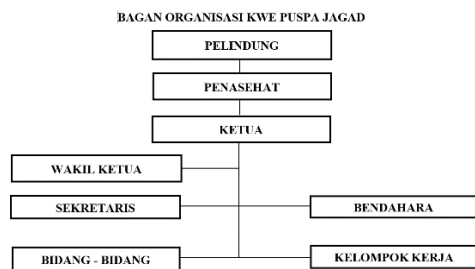 BAGAN ORGANISASI KWE PUSPA JAGAD
PELINDUNG
PENASEHAT
KETUA
WAKIL KETUA
SEKRETARIS
BENDAHARA
BIDANG - BIDANG
KELOMPOK KERJA